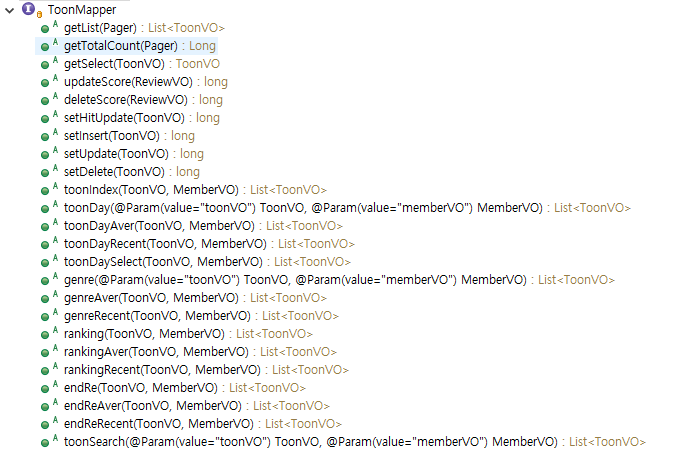 ToonMapper
getList(Pager) : List<ToonVO>
getTotalCount(Pager) : Long
getSelect(ToonVO) : ToonVO
updateScore(ReviewVO) : long
deleteScore(ReviewVO) : long
setHitUpdate(ToonVO) : long
setInsert(ToonVO) : long
setUpdate(ToonVO) : long
setDelete(ToonVO) : long
toonIndex(ToonVO, MemberVO) : List<ToonVO>
toonDay(@Param(value="toonVO") ToonVO, @Param(value="memberVO") MemberVO) : List<ToonVO>
toonDayAver(ToonVO, MemberVO) : List<ToonVO>
toonDayRecent(ToonVO, MemberVO) : List<ToonVO>
toonDaySelect(ToonVO, MemberVO) : List<ToonVO>
genre(@Param(value="toonVO") ToonVO, @Param(value="memberVO") MemberVO) : List<ToonVO>
genreAver(ToonVO, MemberVO) : List<ToonVO>
genreRecent(ToonVO, MemberVO) : List<ToonVO>
ranking(ToonVO, MemberVO) : List<ToonVO>
rankingAver(ToonVO, MemberVO) : List<ToonVO>
rankingRecent(ToonVO, MemberVO) : List<ToonVO>
endRe(ToonVO, MemberVO) : List<ToonVO>
endReAver(ToonVO, MemberVO) : List<ToonVO>
endReRecent(ToonVO, MemberVO) : List<ToonVO>
toonSearch(@Param(value="toonVO") ToonVO, @Param(value="memberVO") MemberVO) : List<ToonVO>